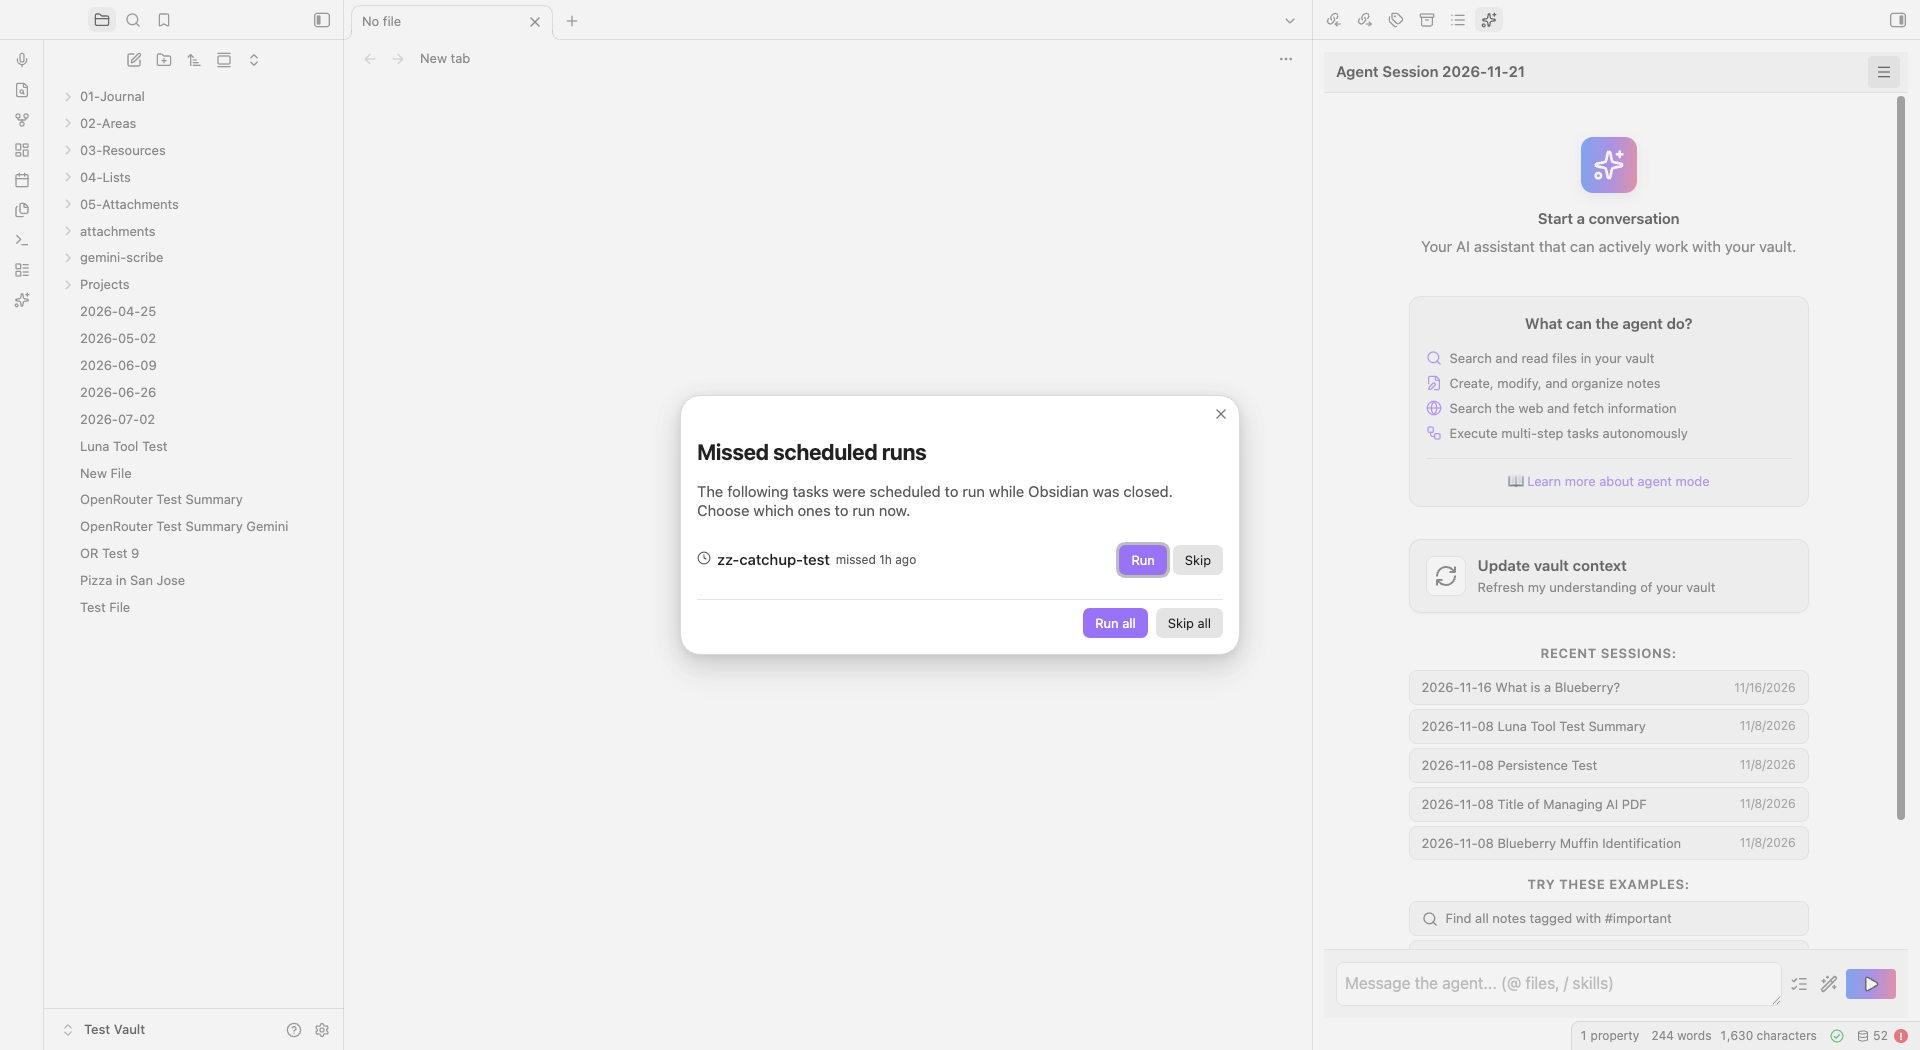 No file
New tab
01-Journal
02-Areas
03-Resources
04-Lists
05-Attachments
attachments
gemini-scribe
Projects
2026-04-25
2026-05-02
2026-06-09
2026-06-26
2026-07-02
Luna Tool Test
New File
OpenRouter Test Summary
OpenRouter Test Summary Gemini
OR Test 9
Pizza in San Jose
Test File
Test Vault
Missed scheduled runs
The following tasks were scheduled to run while Obsidian was closed.
Choose which ones to run now.
zz-catchup-test missed 1h ago
Run Skip
Run all Skip all
Agent Session 2026-11-21
Start a conversation
Your AI assistant that can actively work with your vault.
What can the agent do?
Search and read files in your vault
Create, modify, and organize notes
Search the web and fetch information
Execute multi-step tasks autonomously
📖 Learn more about agent mode
Update vault context
Refresh my understanding of your vault
RECENT SESSIONS:
2026-11-16 What is a Blueberry? 11/16/2026
2026-11-08 Luna Tool Test Summary 11/8/2026
2026-11-08 Persistence Test 11/8/2026
2026-11-08 Title of Managing AI PDF 11/8/2026
2026-11-08 Blueberry Muffin Identification 11/8/2026
TRY THESE EXAMPLES:
Find all notes tagged with #important
Message the agent... (@ files, / skills)
1 property 244 words 1,630 characters 52